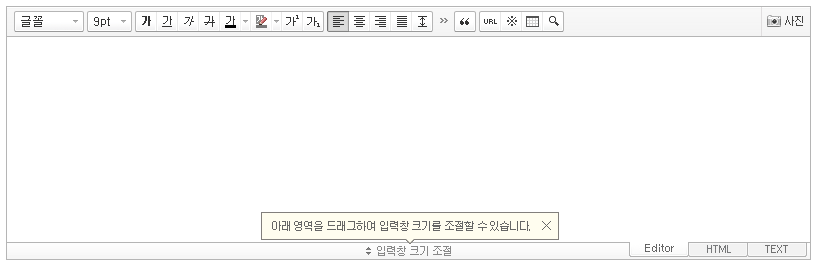 글꼴 9pt 가 가 가 가 가 가 가¹ 가₁ » “ URL ※ 사진
아래 영역을 드래그하여 입력창 크기를 조절할 수 있습니다.
입력창 크기 조절 Editor HTML TEXT